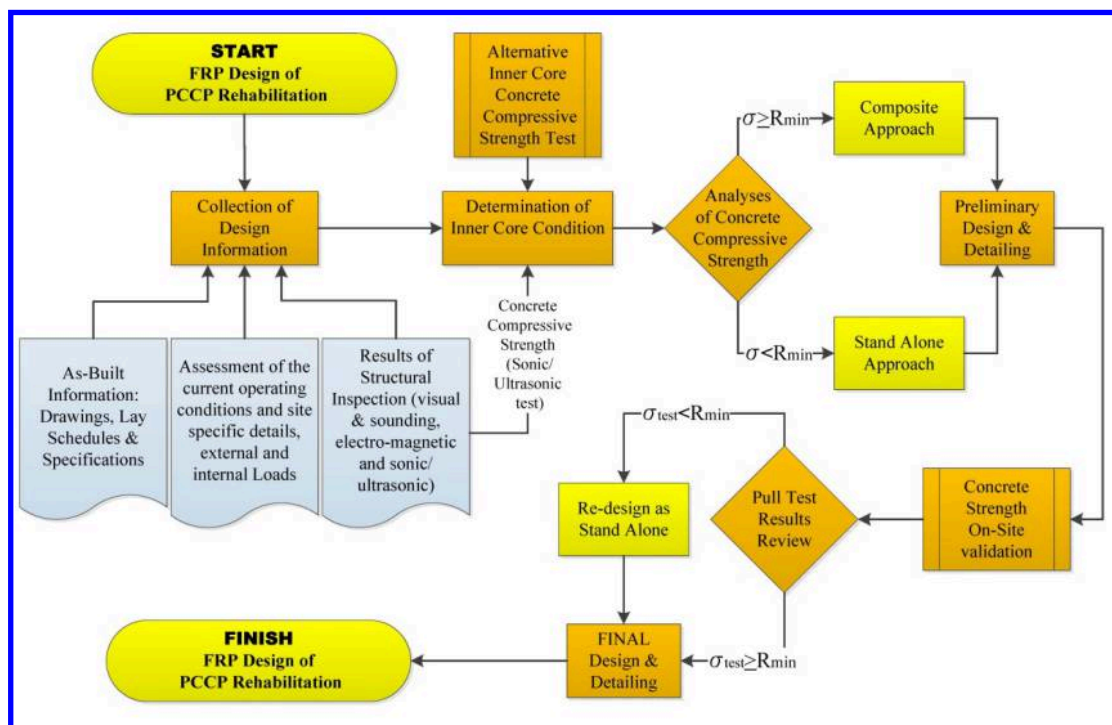 START
FRP Design of
PCCP Rehabilitation
Alternative
Inner Core
Concrete
Compressive
Strength Test
σ≥Rmin
Composite
Approach
Collection of
Design
Information
Determination of
Inner Core Condition
Analyses
of Concrete
Compressive
Strength
Preliminary
Design &
Detailing
σ<Rmin
Stand Alone
Approach
As-Built
Information:
Drawings, Lay
Schedules &
Specifications
Assessment of the
current operating
conditions and site
specific details,
external and
internal Loads
Results of
Structural
Inspection (visual
& sounding,
electro-magnetic
and sonic/
ultrasonic)
Concrete
Compressive
Strength
(Sonic/
Ultrasonic
test)
σtest<Rmin
Re-design as
Stand Alone
Pull Test
Results
Review
Concrete
Strength
On-Site
validation
FINISH
FRP Design of
PCCP Rehabilitation
FINAL
Design &
Detailing
σtest≥Rmin